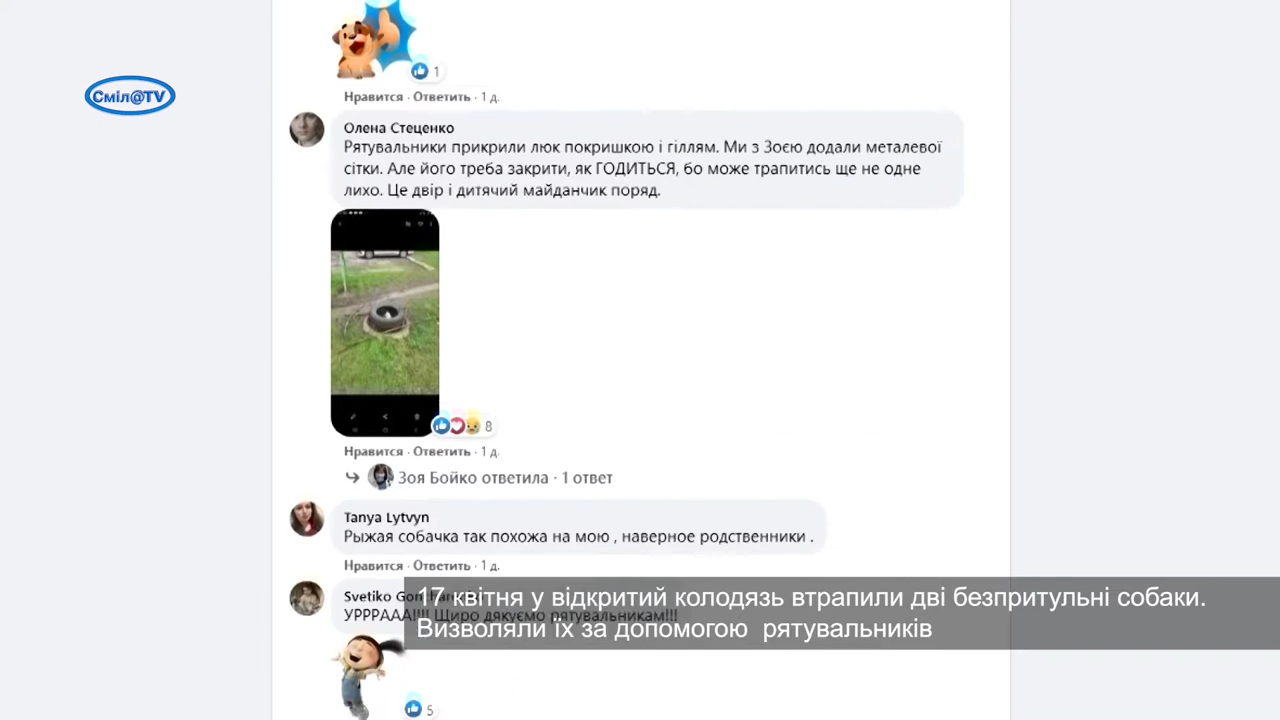 1
Нравится · Ответить · 1 д.
Сміл@TV
Олена Стеценко
Рятувальники прикрили люк покришкою і гіллям. Ми з Зоєю додали металевої
сітки. Але його треба закрити, як ГОДИТЬСЯ, бо може трапитись ще не одне
лихо. Це двір і дитячий майданчик поряд.
8
Нравится · Ответить · 1 д.
Зоя Бойко ответила · 1 ответ
Tanya Lytvyn
Рыжая собачка так похожа на мою , наверное родственники .
Нравится · Ответить · 1 д.
Svetiko
УРРРААА!!!! Щиро дякуємо рятувальникам!!!
17 квітня у відкритий колодязь втрапили дві безпритульні собаки.
Визволяли їх за допомогою рятувальників
5